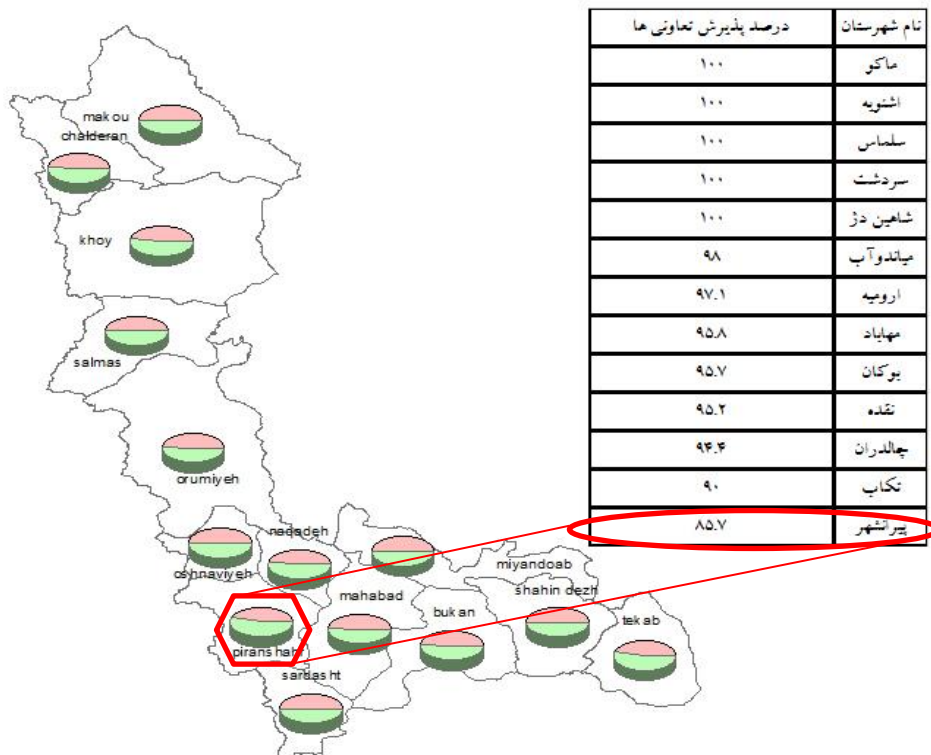 نام شهرستان درصد پذیرش تعاونی ها
ماکو ۱۰۰
اشنویه ۱۰۰
سلماس ۱۰۰
سردشت ۱۰۰
شاهین دژ ۱۰۰
میاندوآب ۹۸
ارومیه ۹۷.۱
مهاباد ۹۵.۸
بوکان ۹۵.۷
نقده ۹۵.۲
چالدران ۹۴.۴
تکاب ۹۰
پیرانشهر ۸۵.۷
makou
chalderan
khoy
salmas
orumiyeh
naqadeh
oshnaviyeh
miyandoab
shahin dezh
mahabad
bukan
tekab
piranshahr
sardasht